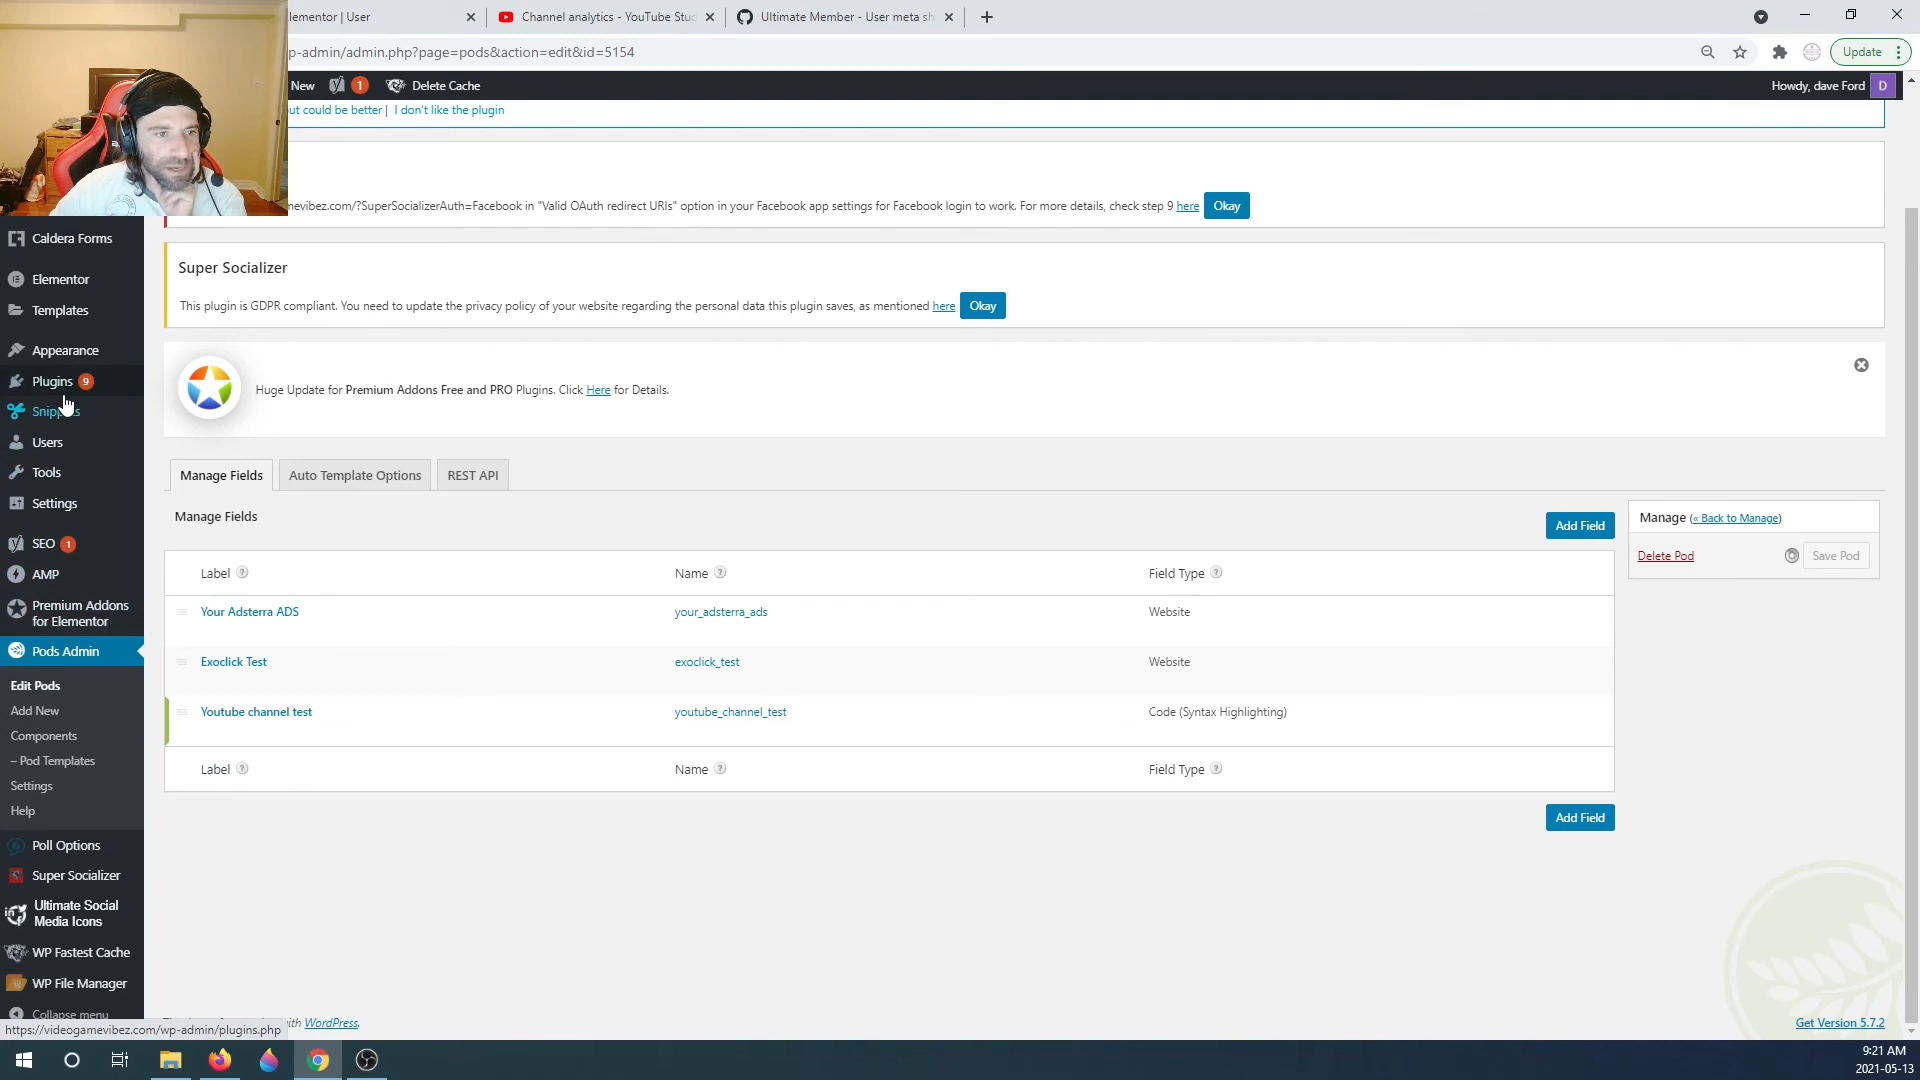 lementor | User
Channel analytics - YouTube Stu
Ultimate Member - User meta sh
p-admin/admin.php?page=pods&action=edit&id=5154
Update
New
1
Delete Cache
Howdy, dave Ford
D
ut could be better | I don't like the plugin
nevibez.com/?SuperSocializerAuth=Facebook in "Valid OAuth redirect URIs" option in your Facebook app settings for Facebook login to work. For more details, check step 9 here
Okay
Super Socializer
This plugin is GDPR compliant. You need to update the privacy policy of your website regarding the personal data this plugin saves, as mentioned here
Okay
Huge Update for Premium Addons Free and PRO Plugins. Click Here for Details.
Caldera Forms
Elementor
Templates
Appearance
Plugins 9
Snippets
Users
Tools
Settings
SEO 1
AMP
Premium Addons
for Elementor
Pods Admin
Edit Pods
Add New
Components
– Pod Templates
Settings
Help
Poll Options
Super Socializer
Ultimate Social
Media Icons
WP Fastest Cache
WP File Manager
Collapse menu
Manage Fields
Auto Template Options
REST API
Manage Fields
Add Field
Label
Name
Field Type
Your Adsterra ADS
your_adsterra_ads
Website
Exoclick Test
exoclick_test
Website
Youtube channel test
youtube_channel_test
Code (Syntax Highlighting)
Label
Name
Field Type
Add Field
Manage (« Back to Manage)
Delete Pod
Save Pod
ith WordPress.
Get Version 5.7.2
https://videogamevibez.com/wp-admin/plugins.php
9:21 AM
2021-05-13